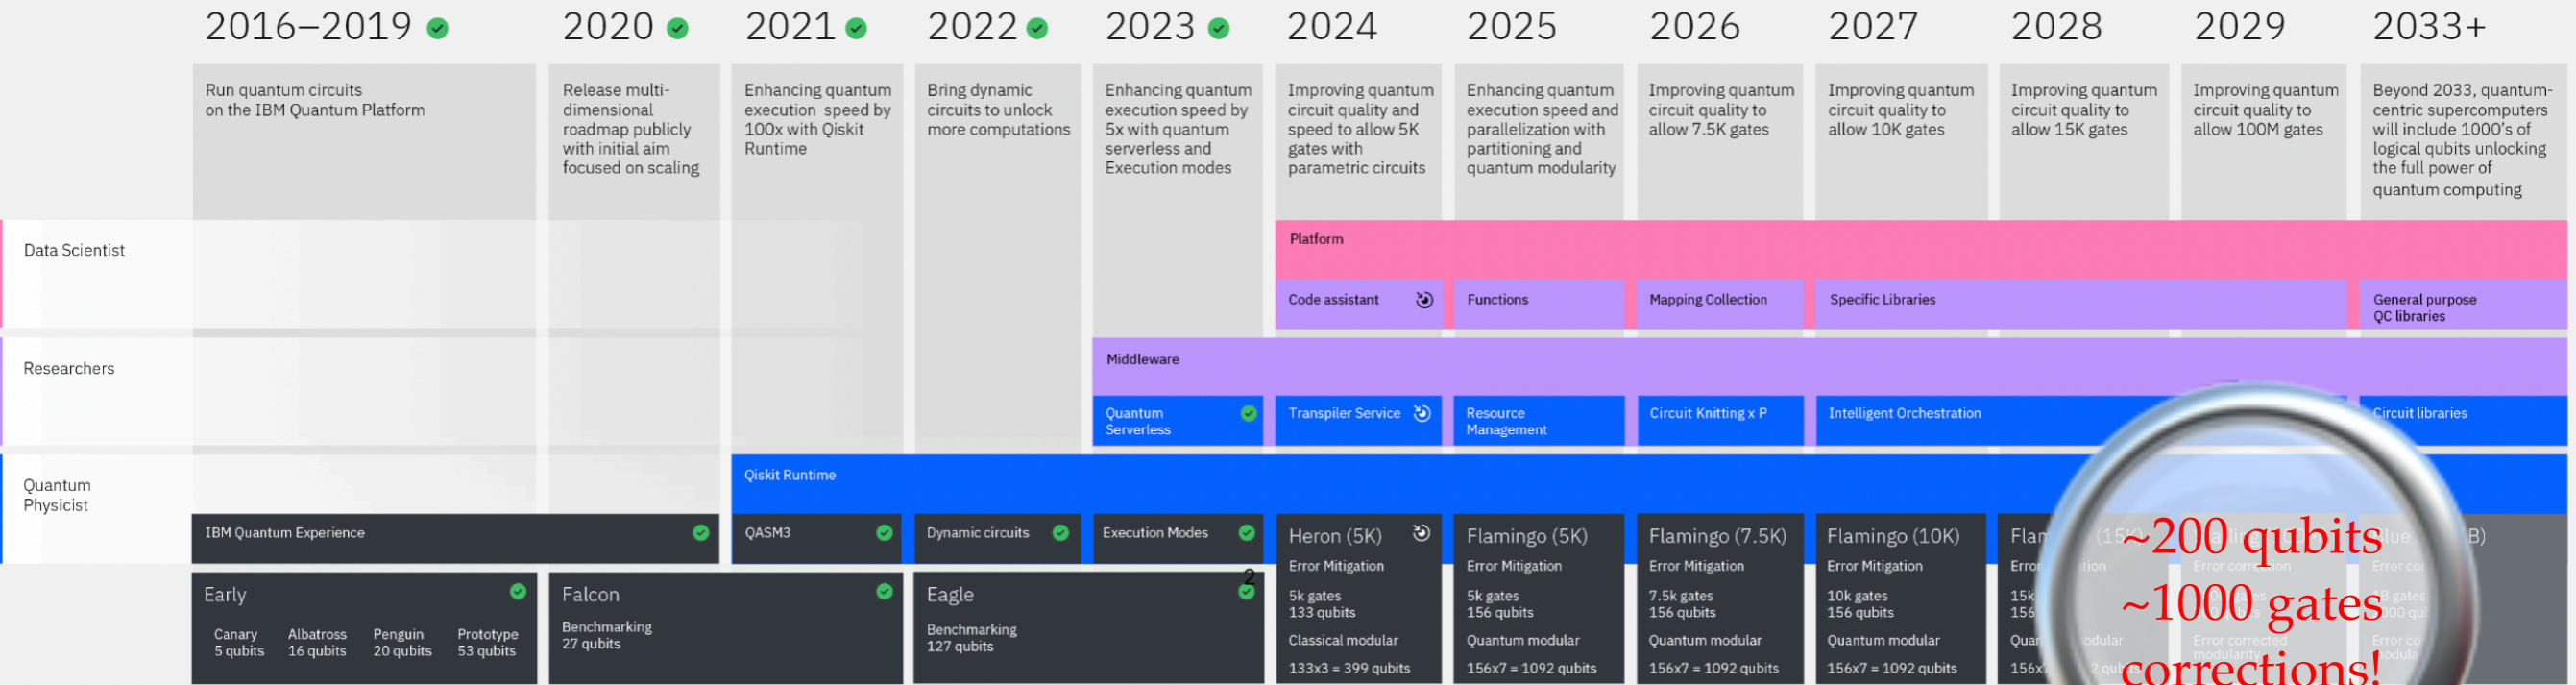 2016–2019
2020
2021
2022
2023
2024
2025
2026
2027
2028
2029
2033+
Run quantum circuits
on the IBM Quantum Platform
Release multi-
dimensional
roadmap publicly
with initial aim
focused on scaling
Enhancing quantum
execution speed by
100x with Qiskit
Runtime
Bring dynamic
circuits to unlock
more computations
Enhancing quantum
execution speed by
5x with quantum
serverless and
Execution modes
Improving quantum
circuit quality and
speed to allow 5K
gates with
parametric circuits
Enhancing quantum
execution speed and
parallelization with
partitioning and
quantum modularity
Improving quantum
circuit quality to
allow 7.5K gates
Improving quantum
circuit quality to
allow 10K gates
Improving quantum
circuit quality to
allow 15K gates
Improving quantum
circuit quality to
allow 100M gates
Beyond 2033, quantum-
centric supercomputers
will include 1000's of
logical qubits unlocking
the full power of
quantum computing
Data Scientist
Platform
Code assistant
Functions
Mapping Collection
Specific Libraries
General purpose
QC libraries
Researchers
Middleware
Quantum
Serverless
Transpiler Service
Resource
Management
Circuit Knitting x P
Intelligent Orchestration
Circuit libraries
Quantum
Physicist
Qiskit Runtime
IBM Quantum Experience
QASM3
Dynamic circuits
Execution Modes
2
Early
Canary
5 qubits
Albatross
16 qubits
Penguin
20 qubits
Prototype
53 qubits
Falcon
Benchmarking
27 qubits
Eagle
Benchmarking
127 qubits
Heron (5K)
Error Mitigation
5k gates
133 qubits
Classical modular
133x3 = 399 qubits
Flamingo (5K)
Error Mitigation
5k gates
156 qubits
Quantum modular
156x7 = 1092 qubits
Flamingo (7.5K)
Error Mitigation
7.5k gates
156 qubits
Quantum modular
156x7 = 1092 qubits
Flamingo (10K)
Error Mitigation
10k gates
156 qubits
Quantum modular
156x7 = 1092 qubits
Error
15k
156
Error correction
Error corrected
modularity
~200 qubits
~1000 gates
corrections!